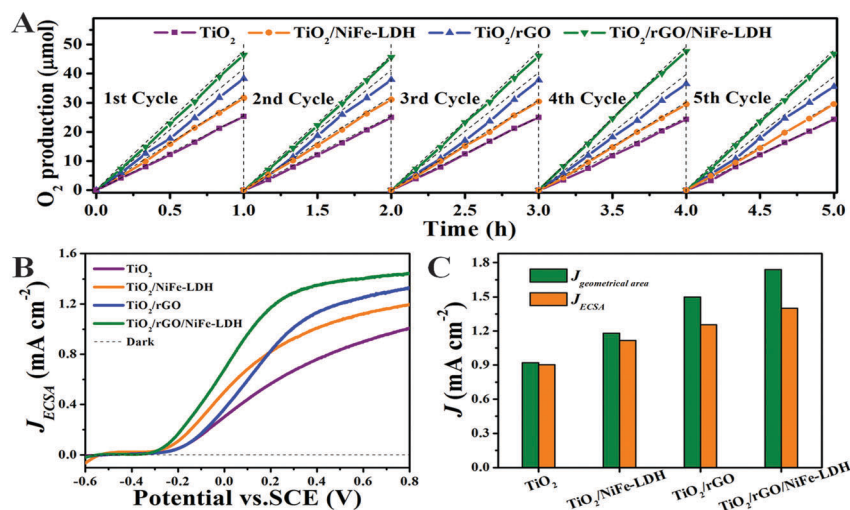 A
TiO₂ TiO₂/NiFe-LDH TiO₂/rGO TiO₂/rGO/NiFe-LDH
O₂ production (μmol)
50
40
30
20
10
0
1st Cycle 2nd Cycle 3rd Cycle 4th Cycle 5th Cycle
0.0 0.5 1.0 1.5 2.0 2.5 3.0 3.5 4.0 4.5 5.0
Time (h)
B
J_ECSA (mA cm⁻²)
1.6
1.2
0.8
0.4
0.0
TiO₂
TiO₂/NiFe-LDH
TiO₂/rGO
TiO₂/rGO/NiFe-LDH
Dark
-0.6 -0.4 -0.2 0.0 0.2 0.4 0.6 0.8
Potential vs.SCE (V)
C
J (mA cm⁻²)
1.8
1.5
1.2
0.9
0.6
0.3
0.0
J_geometrical area
J_ECSA
TiO₂ TiO₂/NiFe-LDH TiO₂/rGO TiO₂/rGO/NiFe-LDH